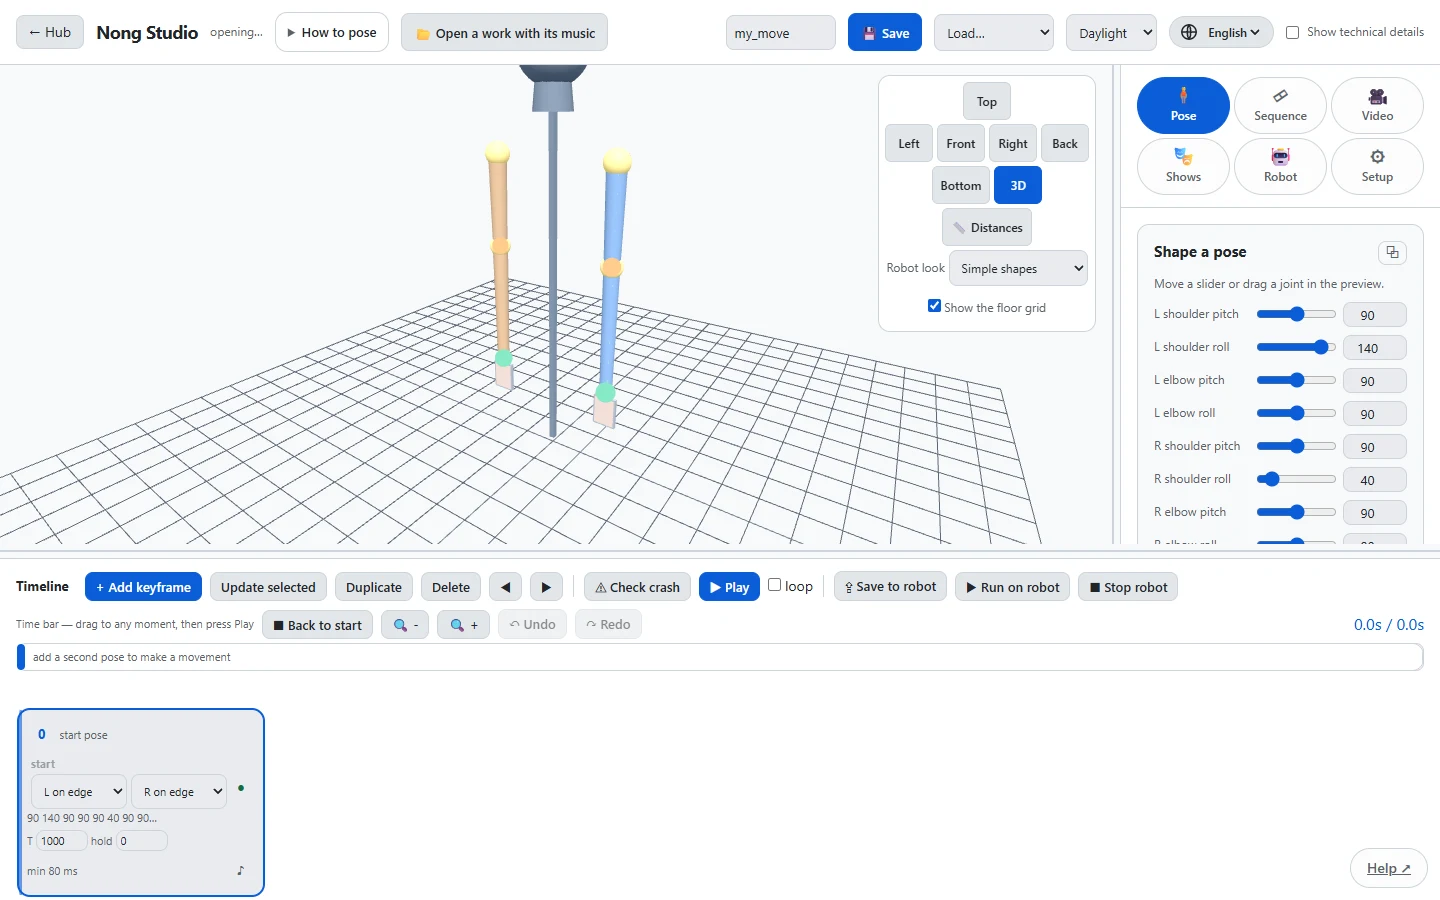 ← Hub
Nong Studio
opening...
▶ How to pose
Open a work with its music
my_move
Save
Load...
Daylight
English
Show technical details
Top
Left Front Right Back
Bottom 3D
Distances
Robot look Simple shapes
Show the floor grid
Pose
Sequence
Video
Shows
Robot
Setup
Shape a pose
Move a slider or drag a joint in the preview.
L shoulder pitch 90
L shoulder roll 140
L elbow pitch 90
L elbow roll 90
R shoulder pitch 90
R shoulder roll 40
R elbow pitch 90
Timeline
+ Add keyframe
Update selected
Duplicate
Delete
◀
▶
⚠ Check crash
▶ Play
loop
⇪ Save to robot
▶ Run on robot
■ Stop robot
Time bar — drag to any moment, then press Play
■ Back to start
-
+
↶ Undo
↷ Redo
0.0s / 0.0s
add a second pose to make a movement
0 start pose
start
L on edge R on edge
90 140 90 90 90 40 90 90...
T 1000 hold 0
min 80 ms ♪
Help ↗